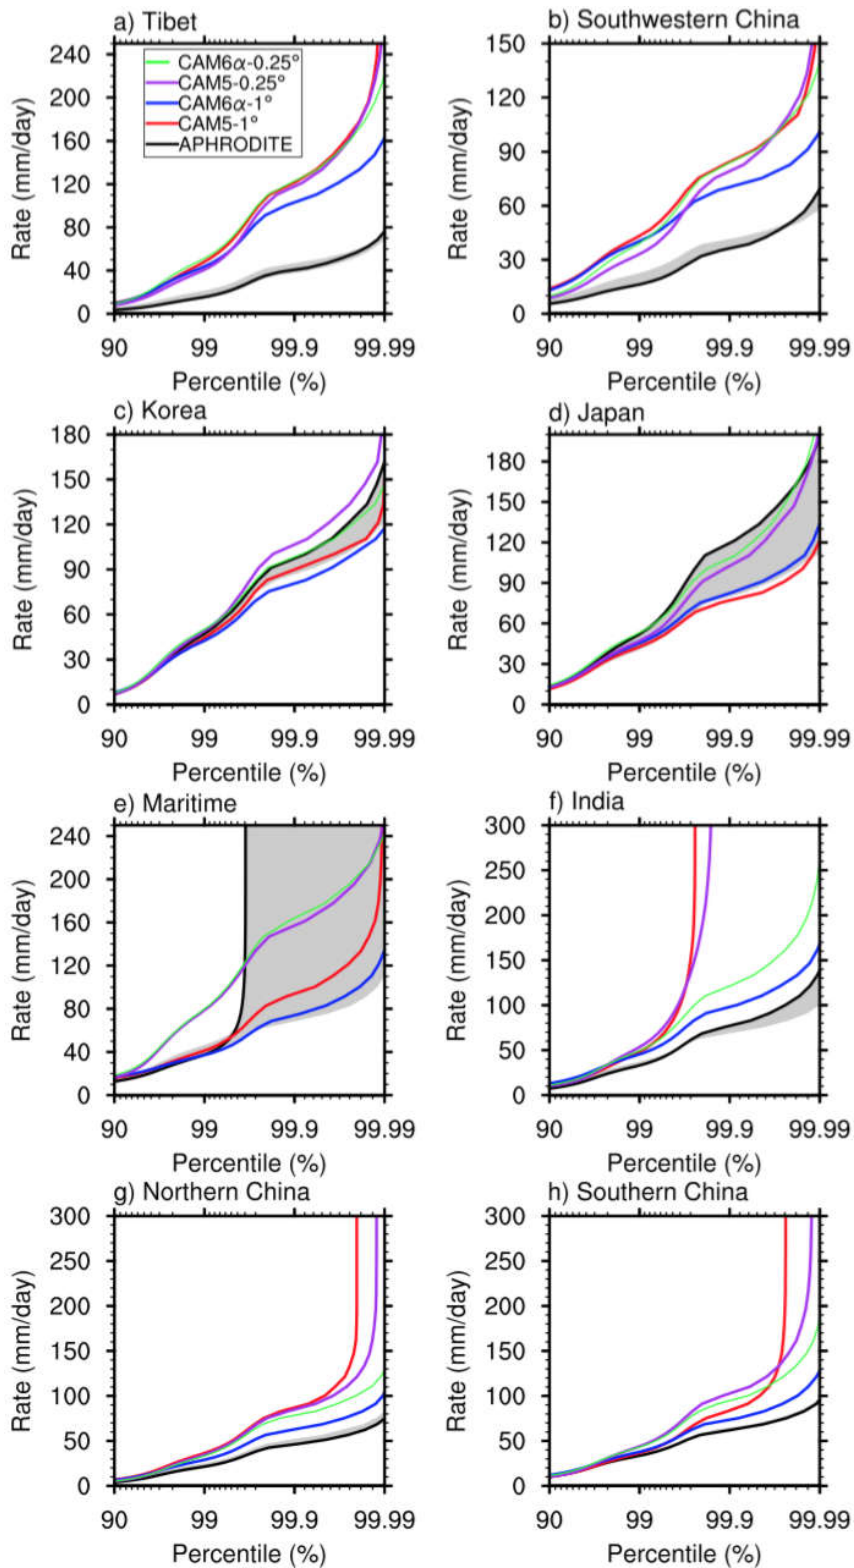 a) Tibet
Rate (mm/day)
240
200
160
120
80
40
0
CAM6α-0.25°
CAM5-0.25°
CAM6α-1°
CAM5-1°
APHRODITE
90 99 99.9 99.99
Percentile (%)
b) Southwestern China
Rate (mm/day)
150
120
90
60
30
0
90 99 99.9 99.99
Percentile (%)
c) Korea
Rate (mm/day)
180
150
120
90
60
30
0
90 99 99.9 99.99
Percentile (%)
d) Japan
Rate (mm/day)
180
150
120
90
60
30
0
90 99 99.9 99.99
Percentile (%)
e) Maritime
Rate (mm/day)
240
200
160
120
80
40
0
90 99 99.9 99.99
Percentile (%)
f) India
Rate (mm/day)
300
250
200
150
100
50
0
90 99 99.9 99.99
Percentile (%)
g) Northern China
Rate (mm/day)
300
250
200
150
100
50
0
90 99 99.9 99.99
Percentile (%)
h) Southern China
Rate (mm/day)
300
250
200
150
100
50
0
90 99 99.9 99.99
Percentile (%)